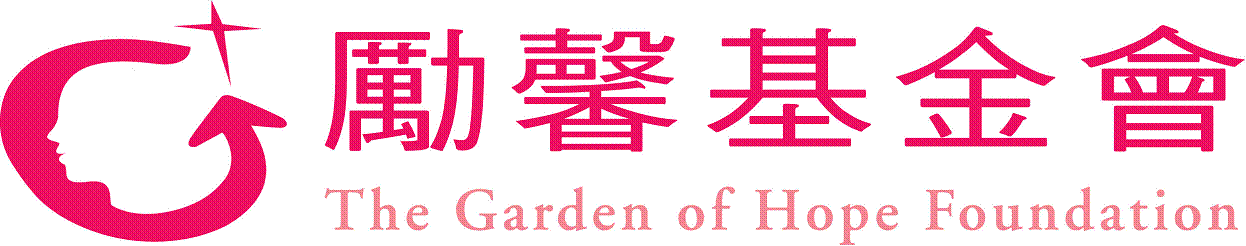 勵馨基金會
The Garden of Hope Foundation